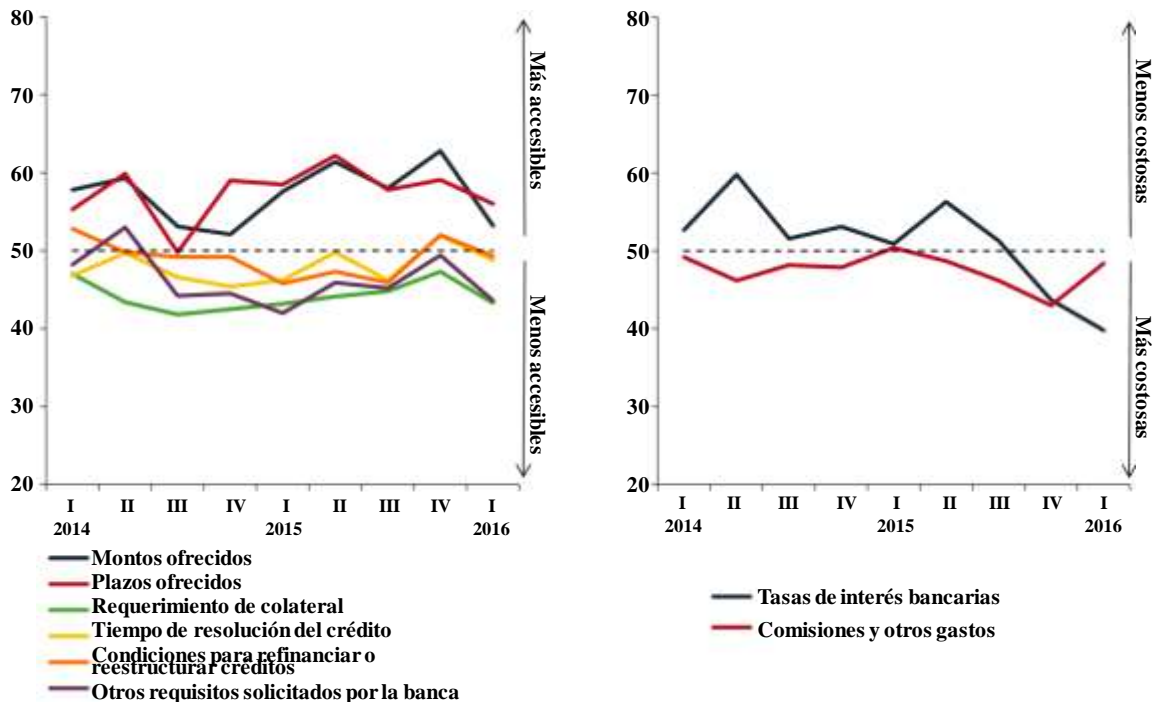 80
70
60
50
40
30
20
Más accesibles
Menos accesibles
I II III IV I II III IV I
2014 2015 2016
Montos ofrecidos
Plazos ofrecidos
Requerimiento de colateral
Tiempo de resolución del crédito
Condiciones para refinanciar o
reestructurar créditos
Otros requisitos solicitados por la banca
80
70
60
50
40
30
20
Menos costosas
Más costosas
I II III IV I II III IV I
2014 2015 2016
Tasas de interés bancarias
Comisiones y otros gastos